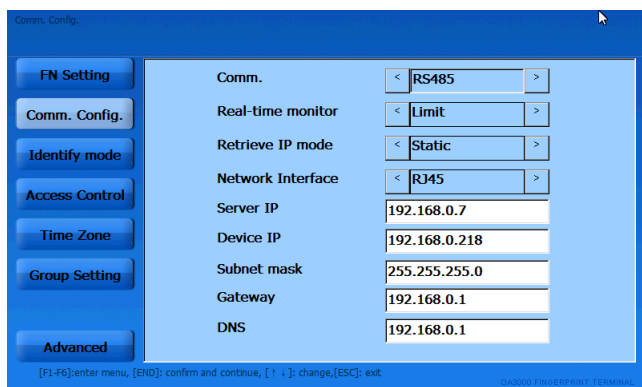 Comm. Config.
FN Setting
Comm. Config.
Identify mode
Access Control
Time Zone
Group Setting
Advanced
Comm. < RS485 >
Real-time monitor < Limit >
Retrieve IP mode < Static >
Network Interface < RJ45 >
Server IP 192.168.0.7
Device IP 192.168.0.218
Subnet mask 255.255.255.0
Gateway 192.168.0.1
DNS 192.168.0.1
[F1-F6]:enter menu, [END]: confirm and continue, [↑↓]: change,[ESC]: exit
OA3000 FINGERPRINT TERMINAL